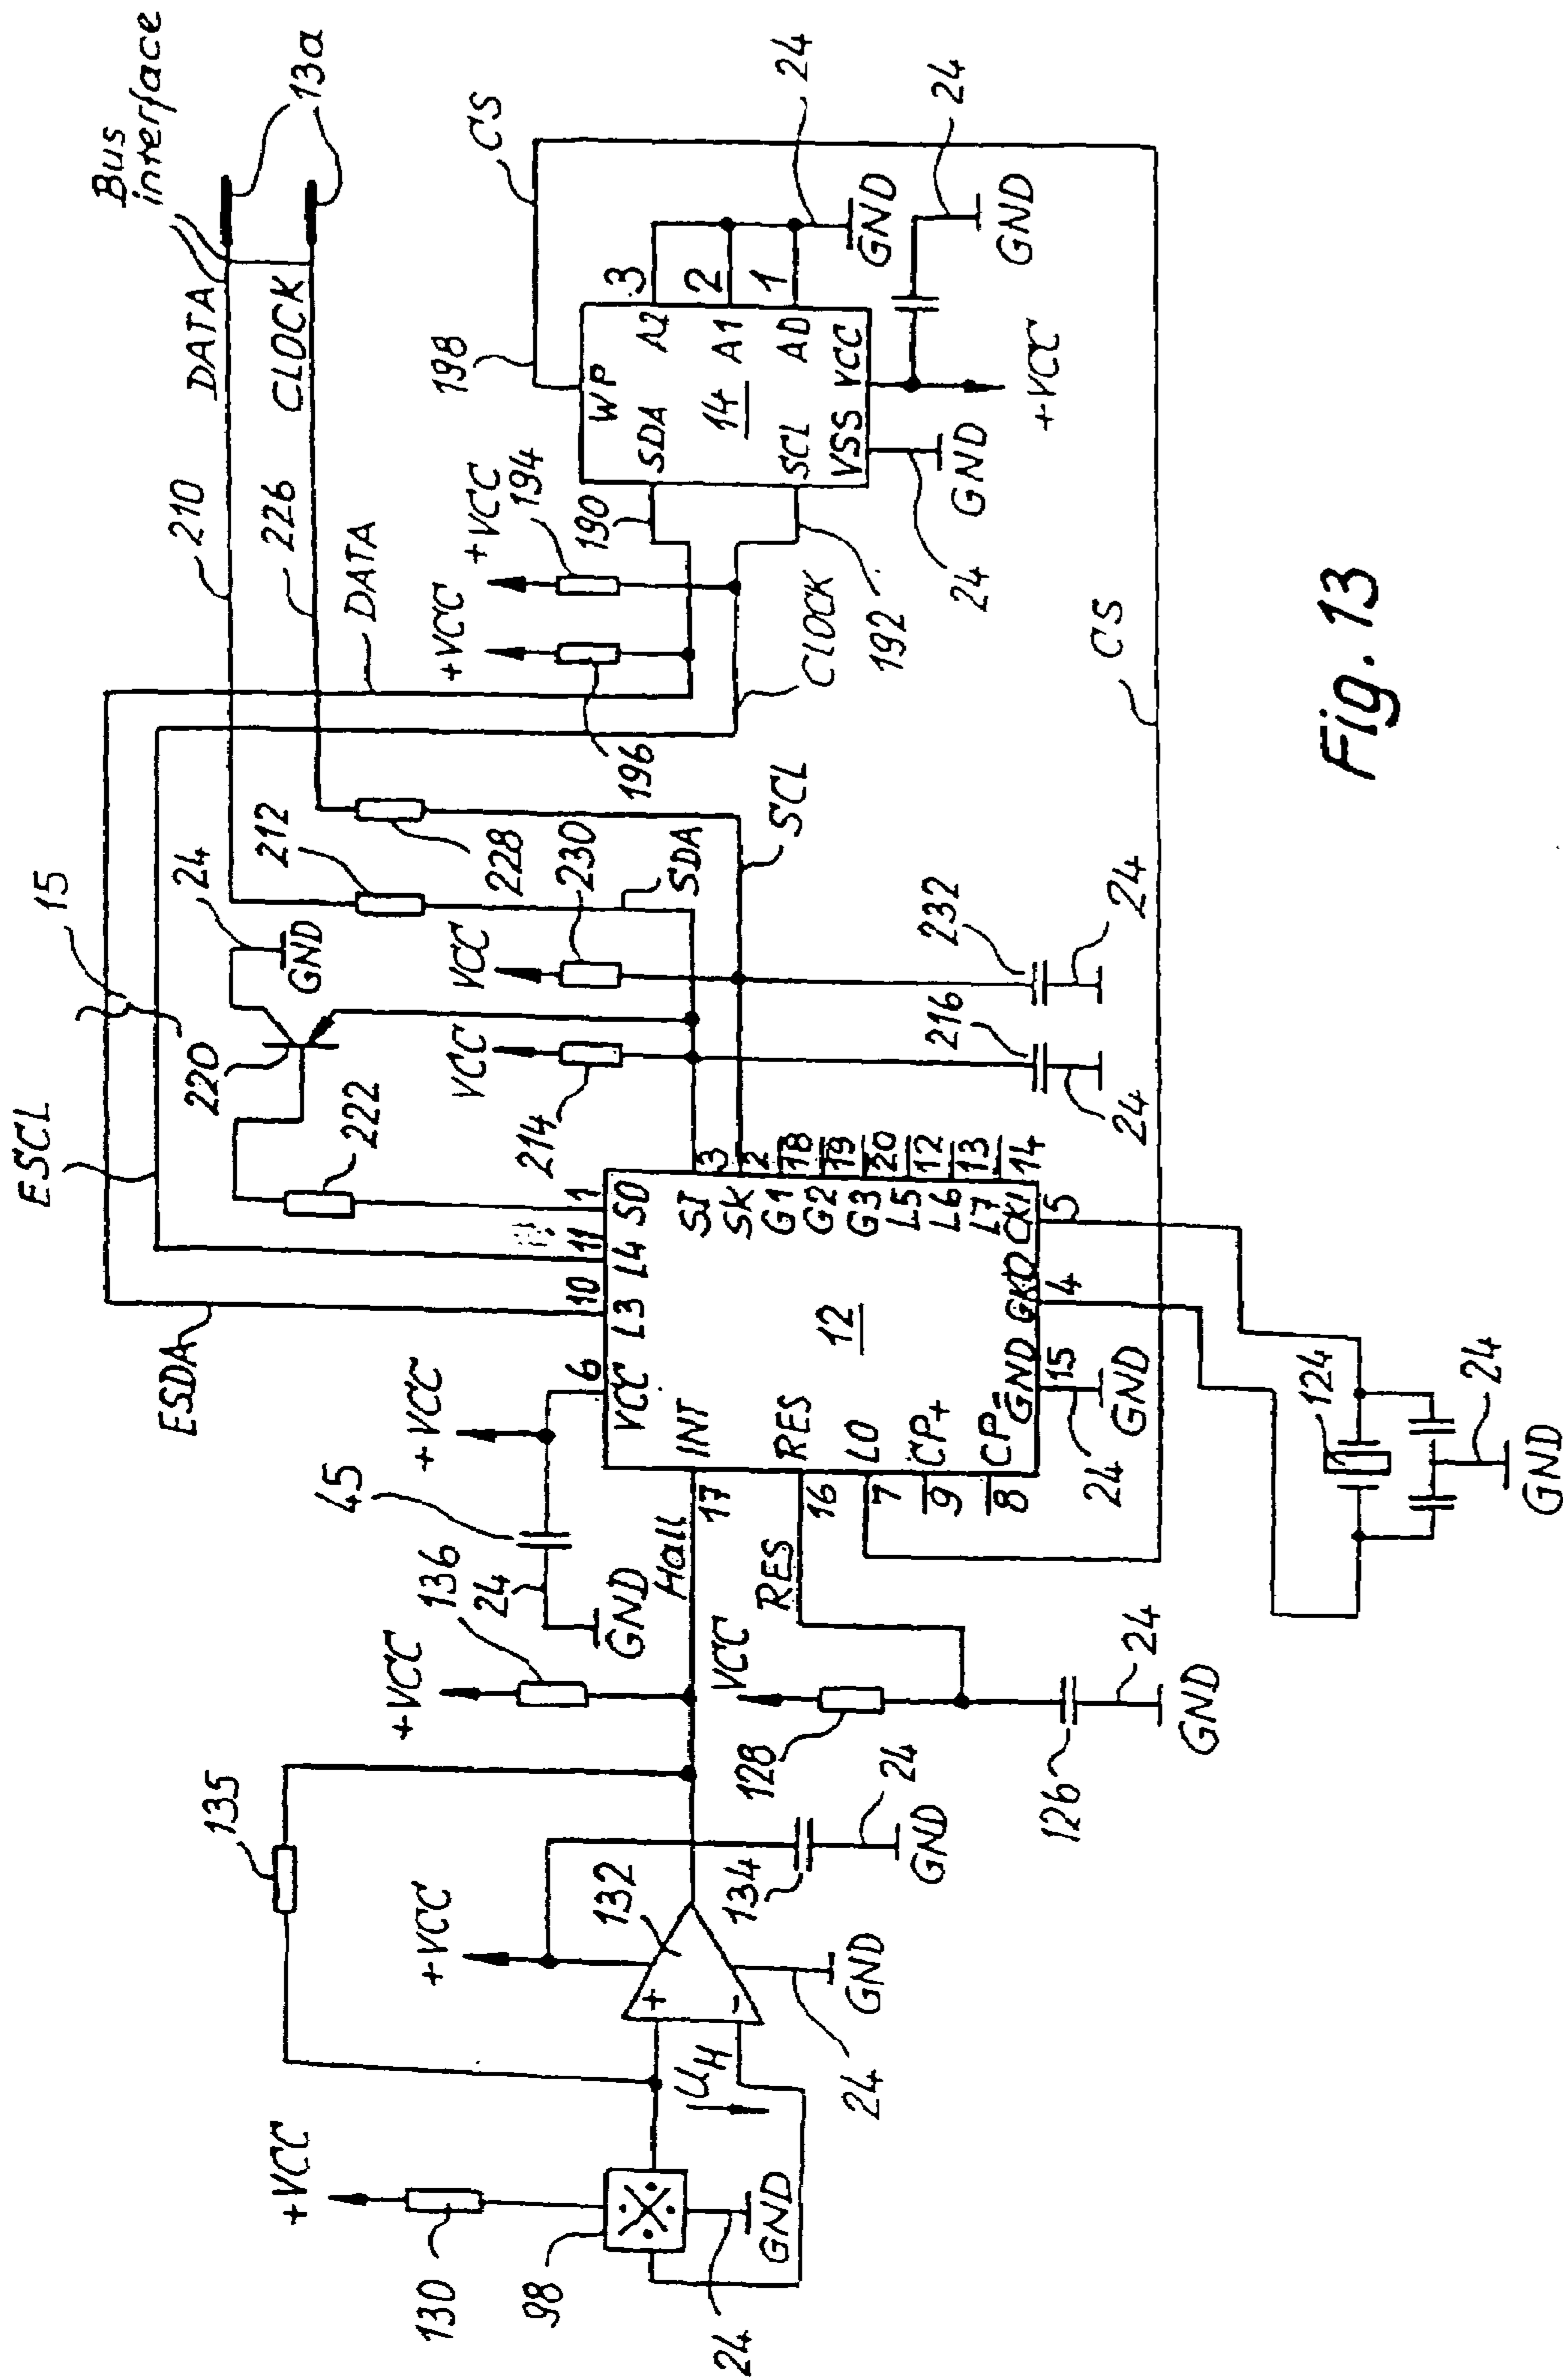 Bus
interface
13a
DATA
CLOCK
210
226
DATA
15
24
212
GND
220
222
228
ESCL
ESDA
CS
198
WP
SDA
A2
3
A1
2
AD
1
14
SCL
VSS
VCC
24
GND
24
GND
+VCC
GND
24
190
192
+VCC
194
+VCC
196
CLOCK
CS
SCL
SDA
230
VCC
VCC
214
232
24
216
24
1
SO
11
L4
10
L3
6
VCC
INT
17
RES
16
LO
7
CP+
9
CP-
8
GND
15
4
CKI
5
SI
3
SK
2
G1
18
G2
19
G3
20
L5
12
L6
13
L7
14
12
24
GND
124
24
GND
+VCC
45
24
GND
Hall
136
+VCC
RES
VCC
128
126
24
GND
135
+VCC
132
134
24
GND
+
-
24
GND
UH
+VCC
130
98
24
GND
Fig. 13